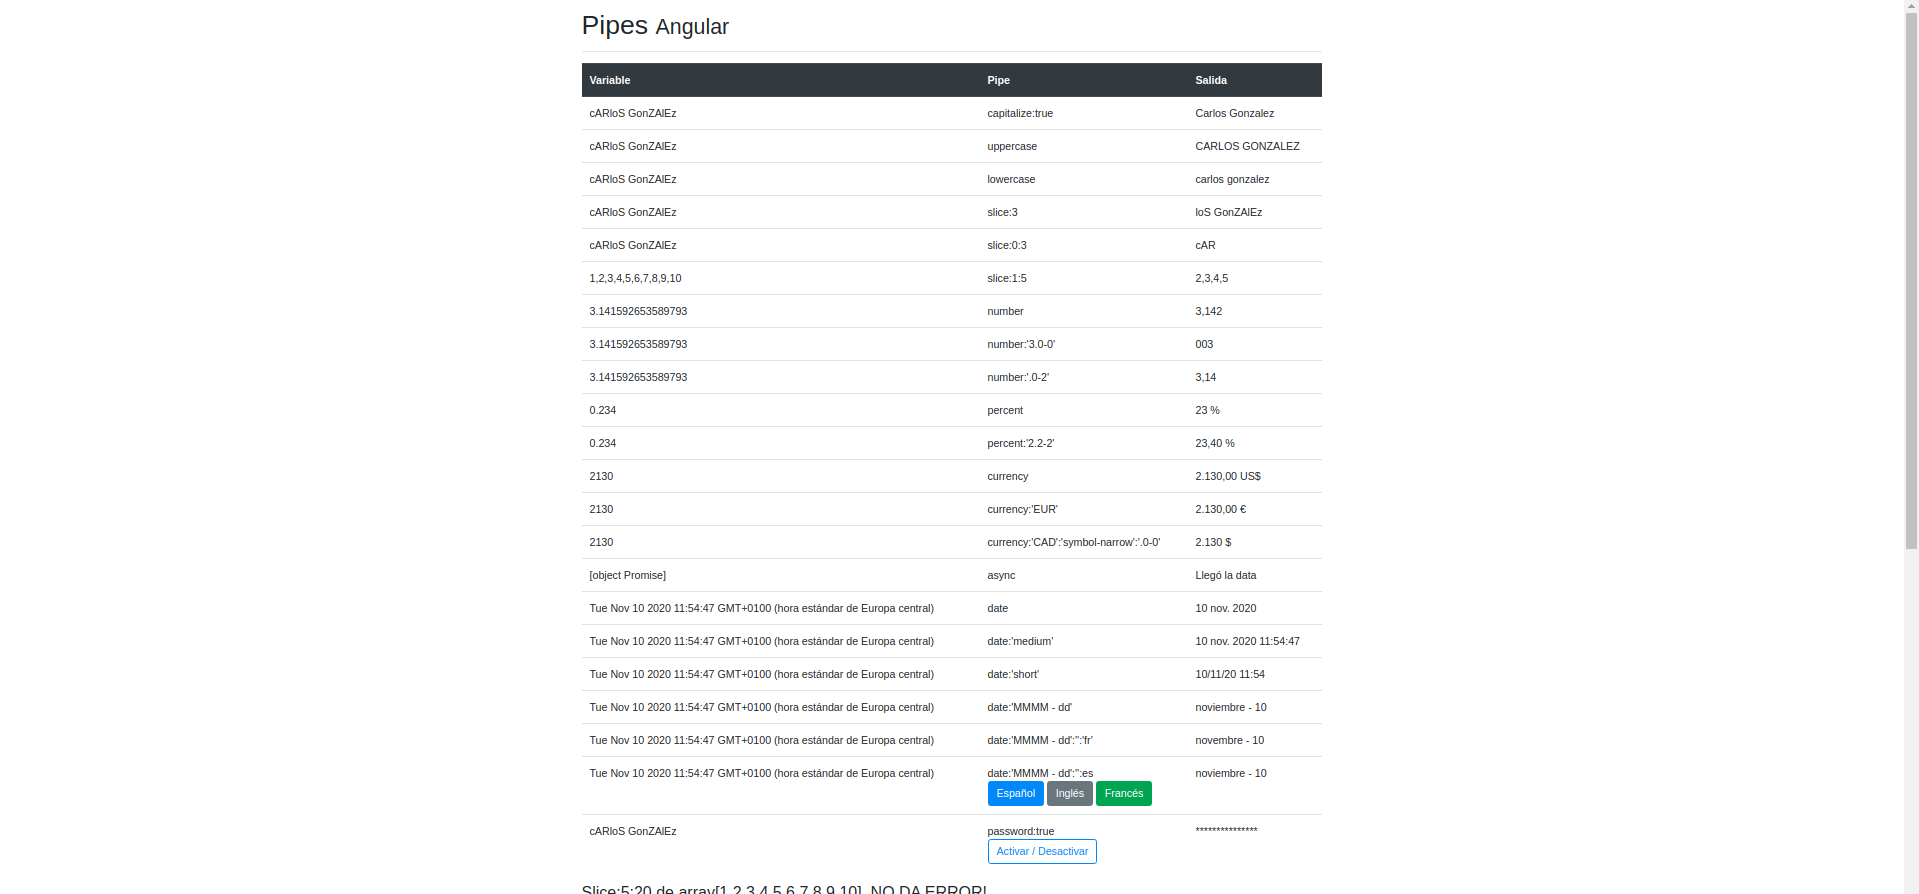 Pipes Angular
Variable Pipe Salida
cARloS GonZAlEz capitalize:true Carlos Gonzalez
cARloS GonZAlEz uppercase CARLOS GONZALEZ
cARloS GonZAlEz lowercase carlos gonzalez
cARloS GonZAlEz slice:3 loS GonZAlEz
cARloS GonZAlEz slice:0:3 cAR
1,2,3,4,5,6,7,8,9,10 slice:1:5 2,3,4,5
3.141592653589793 number 3,142
3.141592653589793 number:'3.0-0' 003
3.141592653589793 number:'.0-2' 3,14
0.234 percent 23 %
0.234 percent:'2.2-2' 23,40 %
2130 currency 2.130,00 US$
2130 currency:'EUR' 2.130,00 €
2130 currency:'CAD':'symbol-narrow':'.0-0' 2.130 $
[object Promise] async Llegó la data
Tue Nov 10 2020 11:54:47 GMT+0100 (hora estándar de Europa central) date 10 nov. 2020
Tue Nov 10 2020 11:54:47 GMT+0100 (hora estándar de Europa central) date:'medium' 10 nov. 2020 11:54:47
Tue Nov 10 2020 11:54:47 GMT+0100 (hora estándar de Europa central) date:'short' 10/11/20 11:54
Tue Nov 10 2020 11:54:47 GMT+0100 (hora estándar de Europa central) date:'MMMM - dd' noviembre - 10
Tue Nov 10 2020 11:54:47 GMT+0100 (hora estándar de Europa central) date:'MMMM - dd':'':'fr' novembre - 10
Tue Nov 10 2020 11:54:47 GMT+0100 (hora estándar de Europa central) date:'MMMM - dd':'':es noviembre - 10
Español Inglés Francés
cARloS GonZAlEz password:true ***************
Activar / Desactivar
Slice:5:20 de array[1,2,3,4,5,6,7,8,9,10]. NO DA ERROR!